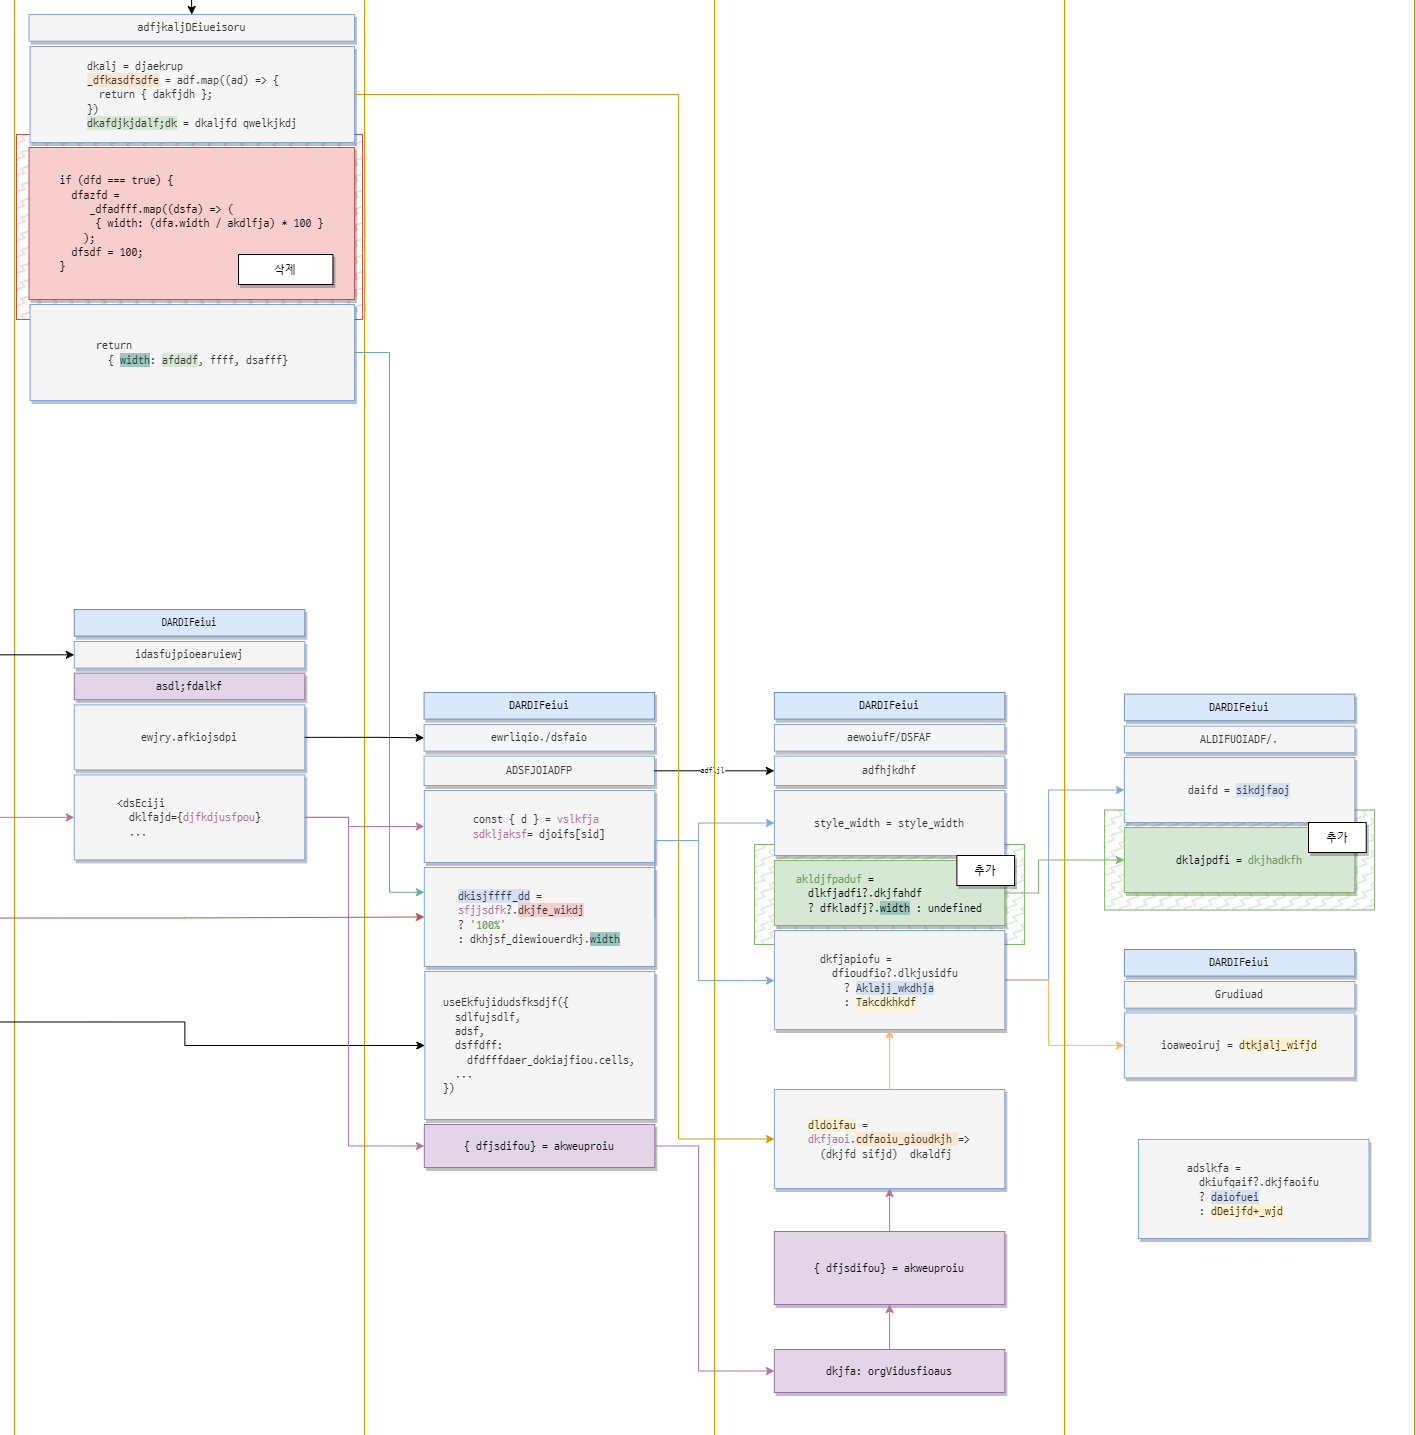 adfjkaljDEiueisoru
dkalj = djaekrup
_dfkasdfsdfe = adf.map((ad) => {
return { dakfjdh };
})
dkafdjkjdalf;dk = dkaljfd qwelkjkdj
if (dfd === true) {
dfazfd =
_dfadfff.map((dsfa) => (
{ width: (dfa.width / akdlfja) * 100 }
);
dfsdf = 100;
}
삭제
return
{ width: afdadf, ffff, dsafff}
DARDIFeiui
idasfujpioearuiewj
asdl;fdalkf
ewjry.afkiojsdpi
<dsEciji
dklfajd={djfkdjusfpou}
...
DARDIFeiui
ewrliqio./dsfaio
ADSFJOIADFP
const { d } = vslkfja
sdkljaksf= djoifs[sid]
dkisjffff_dd =
sfjjsdfk?.dkjfe_wikdj
? '100%'
: dkhjsf_diewiouerdkj.width
useEkfujidudsfksdjf({
sdlfujsdlf,
adsf,
dsffdff:
dfdfffdaer_dokiajfiou.cells,
...
})
{ dfjsdifou} = akweuproiu
DARDIFeiui
aewoiufF/DSFAF
adfhjkdhf
style_width = style_width
akldjfpaduf =
dlkfjadfi?.dkjfahdf
? dfkladfj?.width : undefined
추가
dkfjapiofu =
dfioudfio?.dlkjusidfu
? Aklajj_wkdhja
: Takcdkhkdf
dldoifau =
dkfjaoi.cdfaoiu_gioudkjh =>
(dkjfd sifjd) dkaldfj
{ dfjsdifou} = akweuproiu
dkjfa: orgVidusfioaus
DARDIFeiui
ALDIFUOIADF/.
daifd = sikdjfaoj
추가
dklajpdfi = dkjhadkfh
DARDIFeiui
Grudiuad
ioaweoiruj = dtkjalj_wifjd
adslkfa =
dkiufqaif?.dkjfaoifu
? daiofuei
: dDeijfd+_wjd